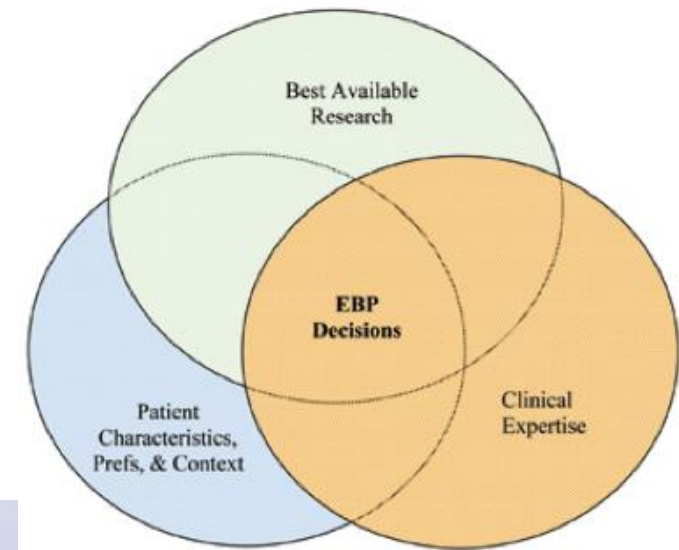 Best Available
Research
EBP
Decisions
Patient
Characteristics,
Prefs, & Context
Clinical
Expertise